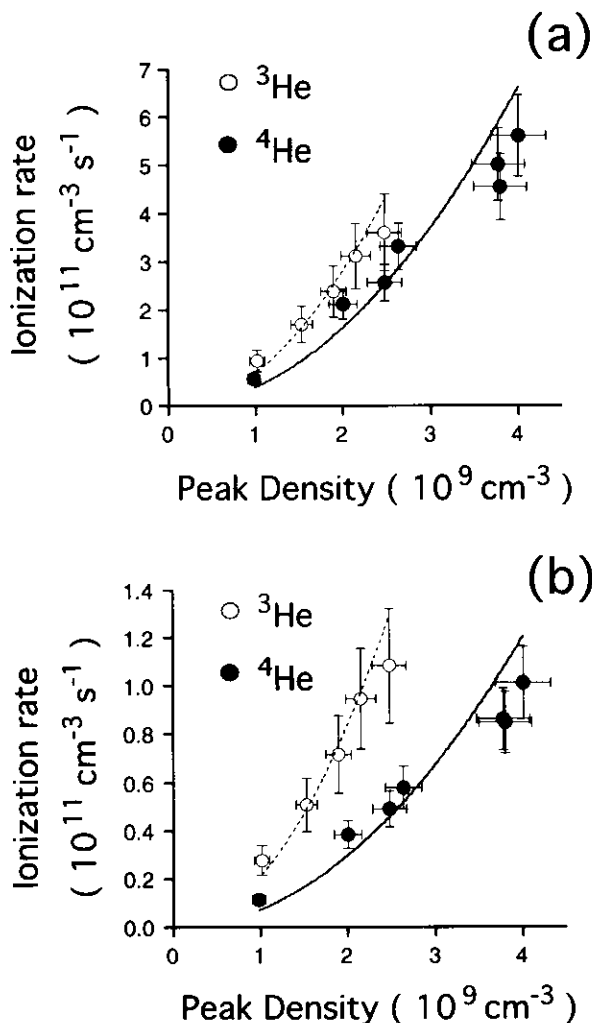 (a)
7
6
5
4
3
2
1
0
Ionization rate
( 10¹¹ cm⁻³ s⁻¹ )
³He
⁴He
0 1 2 3 4
Peak Density ( 10⁹ cm⁻³ )
(b)
1.4
1.2
1.0
0.8
0.6
0.4
0.2
0.0
Ionization rate
( 10¹¹ cm⁻³ s⁻¹ )
³He
⁴He
0 1 2 3 4
Peak Density ( 10⁹ cm⁻³ )